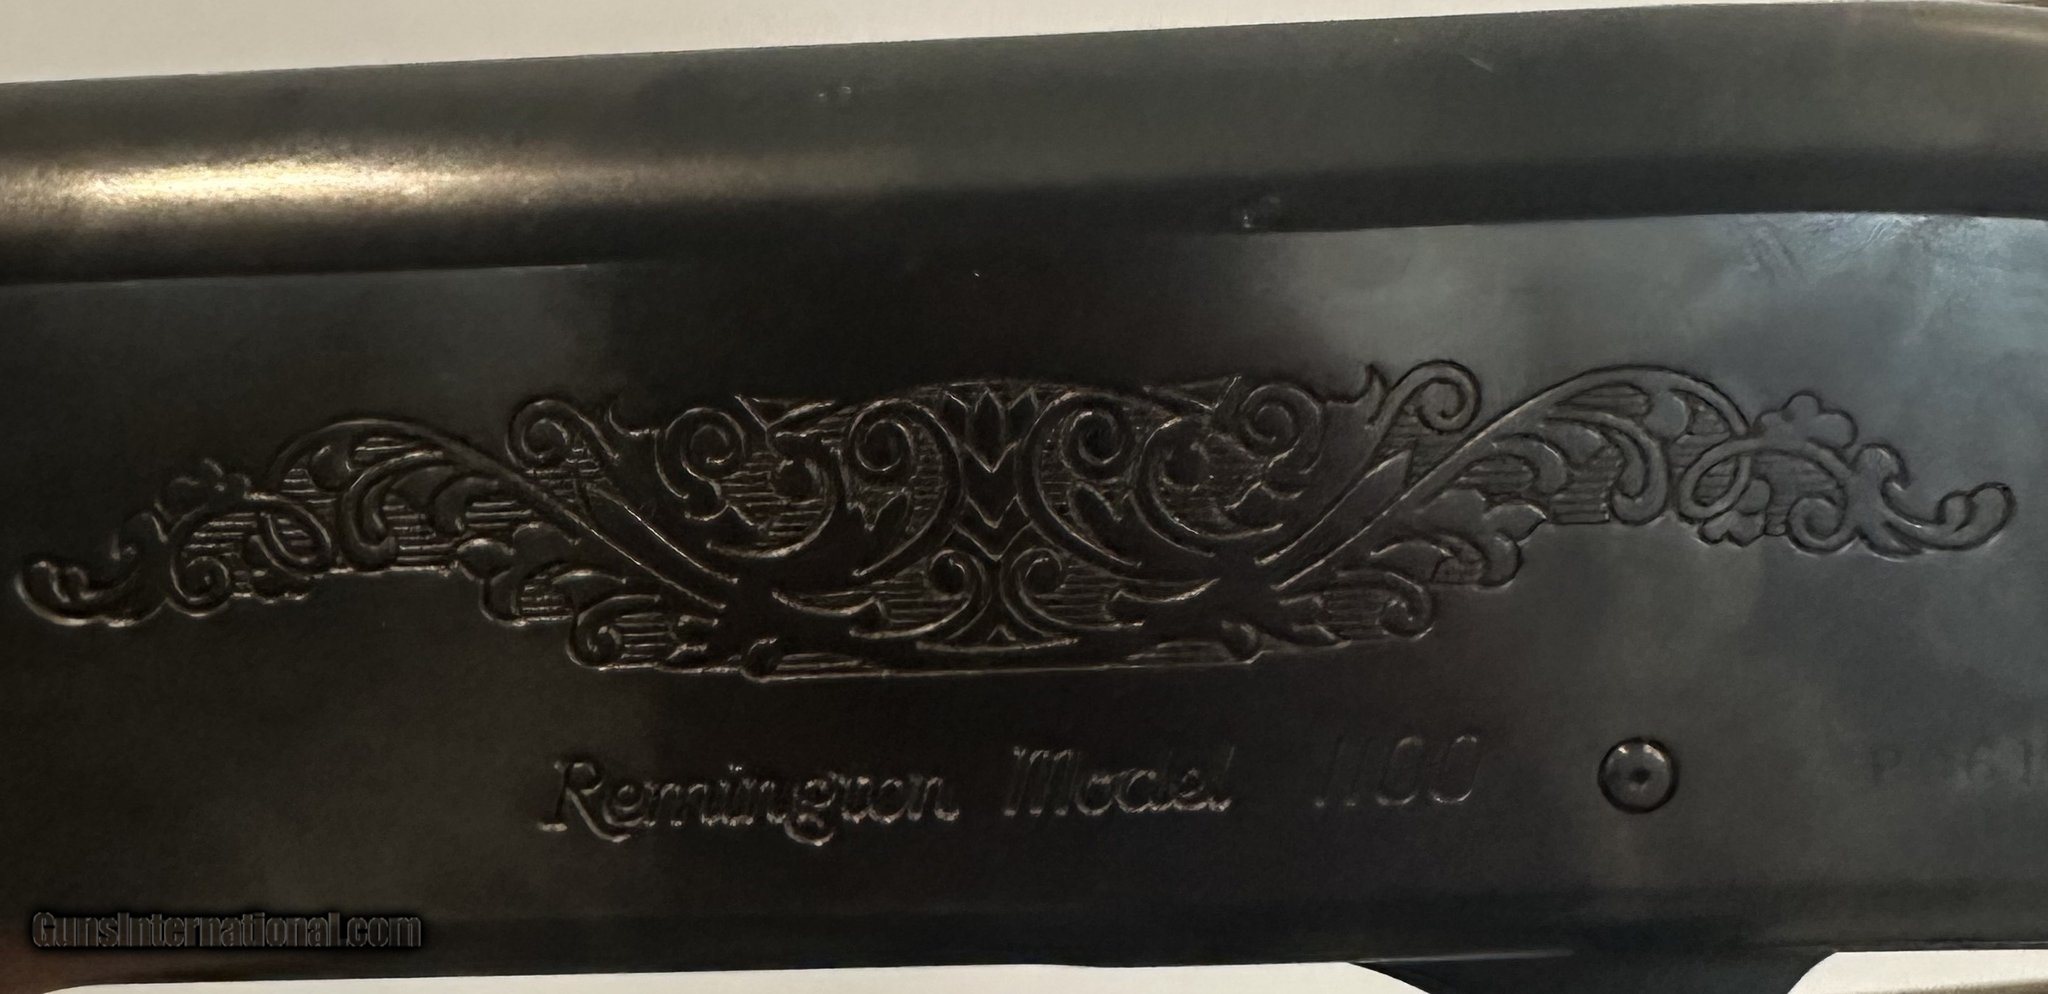 Remington Model 1100
GunsInternational.com